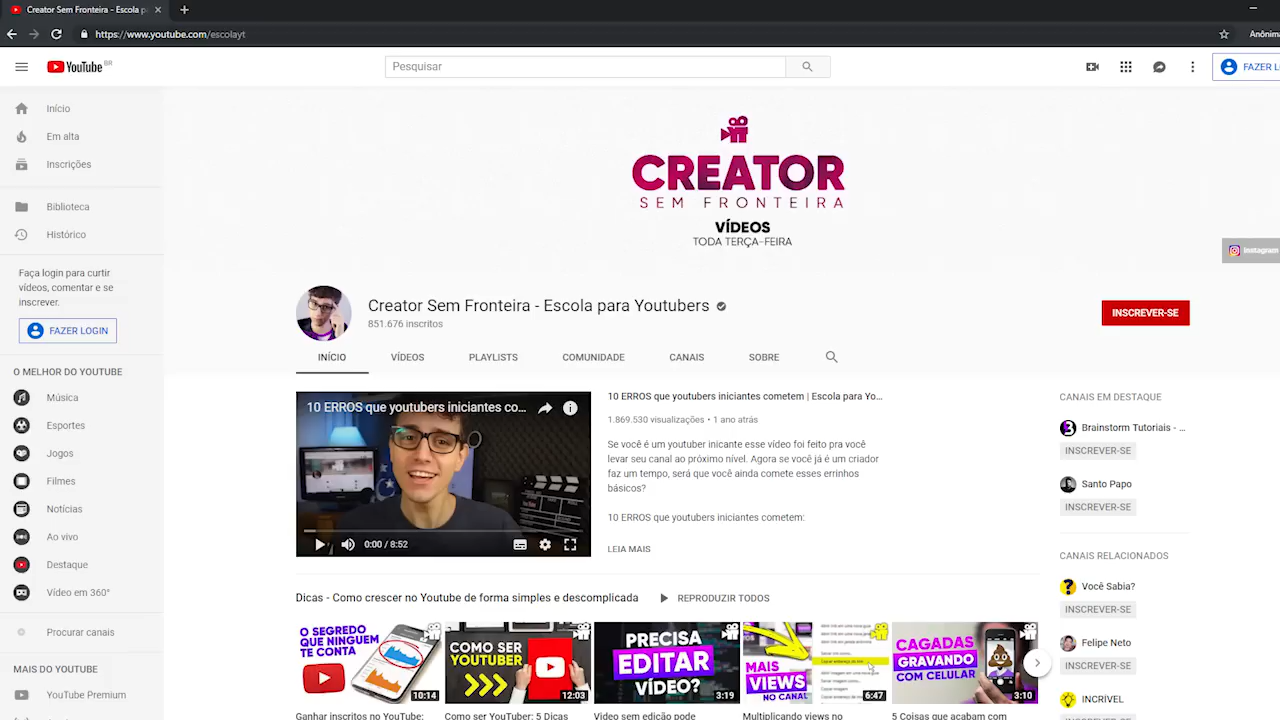 Creator Sem Fronteira - Escola p
https://www.youtube.com/escolayt
Anônima
YouTube BR
Pesquisar
FAZER LO
Início
Em alta
Inscrições
Biblioteca
Histórico
Faça login para curtir
vídeos, comentar e se
inscrever.
FAZER LOGIN
O MELHOR DO YOUTUBE
Música
Esportes
Jogos
Filmes
Notícias
Ao vivo
Destaque
Vídeo em 360°
Procurar canais
MAIS DO YOUTUBE
YouTube Premium
CREATOR
SEM FRONTEIRA
VÍDEOS
TODA TERÇA-FEIRA
Instagram
Creator Sem Fronteira - Escola para Youtubers
851.676 inscritos
INSCREVER-SE
INÍCIO
VÍDEOS
PLAYLISTS
COMUNIDADE
CANAIS
SOBRE
10 ERROS que youtubers iniciantes co...
0:00 / 8:52
10 ERROS que youtubers iniciantes cometem | Escola para Yo...
1.869.530 visualizações • 1 ano atrás
Se você é um youtuber inicante esse vídeo foi feito pra você
levar seu canal ao próximo nível. Agora se você já é um criador
faz um tempo, será que você ainda comete esses errinhos
básicos?
10 ERROS que youtubers iniciantes cometem:
LEIA MAIS
Dicas - Como crescer no Youtube de forma simples e descomplicada
REPRODUZIR TODOS
O SEGREDO
QUE NINGUEM
TE CONTA
10:14
Ganhar inscritos no YouTube:
COMO SER
YOUTUBER
12:03
Como ser YouTuber: 5 Dicas
PRECISA
EDITAR
VÍDEO?
3:19
Video sem edição pode
MAIS
VIEWS
NO CANAL
6:47
Multiplicando views no
CAGADAS
GRAVANDO
COM CELULAR
3:10
5 Coisas que acabam com
CANAIS EM DESTAQUE
Brainstorm Tutoriais - ...
INSCREVER-SE
Santo Papo
INSCREVER-SE
CANAIS RELACIONADOS
Você Sabia?
INSCREVER-SE
Felipe Neto
INSCREVER-SE
INCRÍVEL